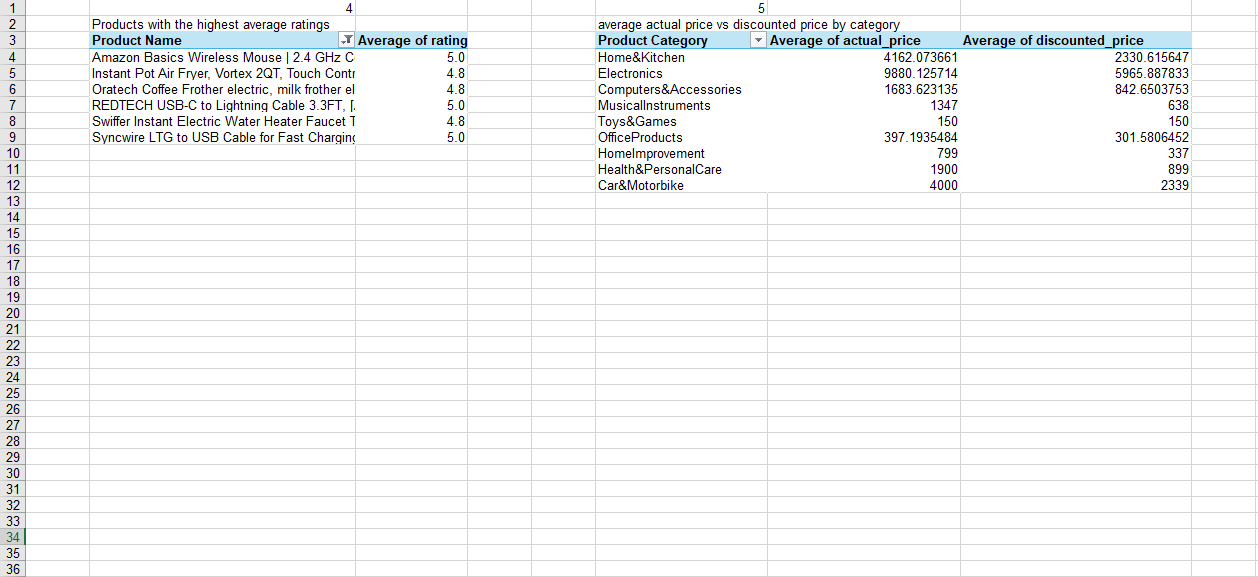 1 4 5
2 Products with the highest average ratings average actual price vs discounted price by category
3 Product Name Average of rating Product Category Average of actual_price Average of discounted_price
4 Amazon Basics Wireless Mouse | 2.4 GHz C 5.0 Home&Kitchen 4162.073661 2330.615647
5 Instant Pot Air Fryer, Vortex 2QT, Touch Contr 4.8 Electronics 9880.125714 5965.887833
6 Oratech Coffee Frother electric, milk frother el 4.8 Computers&Accessories 1683.623135 842.6503753
7 REDTECH USB-C to Lightning Cable 3.3FT, [. 5.0 MusicalInstruments 1347 638
8 Swiffer Instant Electric Water Heater Faucet T 4.8 Toys&Games 150 150
9 Syncwire LTG to USB Cable for Fast Charging 5.0 OfficeProducts 397.1935484 301.5806452
10 HomeImprovement 799 337
11 Health&PersonalCare 1900 899
12 Car&Motorbike 4000 2339
13
14
15
16
17
18
19
20
21
22
23
24
25
26
27
28
29
30
31
32
33
34
35
36